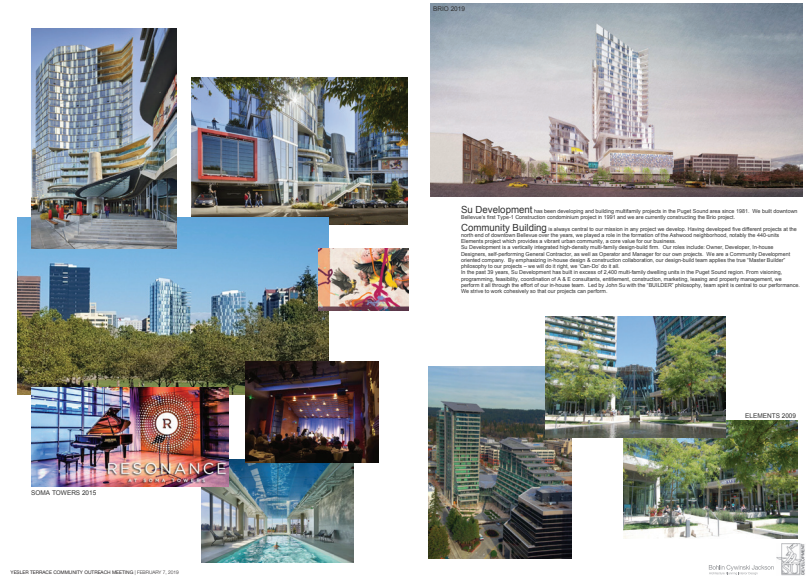 BRIO 2019
Su Development has been developing and building multifamily projects in the Puget Sound area since 1981. We built downtown
Bellevue's first Type-1 Construction condominium project in 1991 and we are currently constructing the Brio project.
Community Building is always central to our mission in any project we develop. Having developed five different projects at the
north end of downtown Bellevue over the years, we played a role in the formation of the Ashwood neighborhood, notably the 440-units
Elements project which provides a vibrant urban community, a core value for our business.
Su Development is a vertically integrated high-density multi-family design-build firm. Our roles include: Owner, Developer, In-house
Designers, self-performing General Contractor, as well as Operator and Manager for our own projects. We are a Community Development
oriented company. By emphasizing in-house design & construction collaboration, our design-build team applies the true "Master Builder"
philosophy to our projects – we will do it right, we 'Can-Do' do it all.
In the past 39 years, Su Development has built in excess of 2,400 multi-family dwelling units in the Puget Sound region. From visioning,
programming, feasibility, coordination of A & E consultants, entitlement, construction, marketing, leasing and property management, we
perform it all through the effort of our in-house team. Led by John Su with the "BUILDER" philosophy, team spirit is central to our performance.
We strive to work cohesively so that our projects can perform.
R
RESONANCE
AT SOMA TOWERS
SOMA TOWERS 2015
ELEMENTS 2009
YESLER TERRACE COMMUNITY OUTREACH MEETING | FEBRUARY 7, 2018
Bohlin Cywinski Jackson
SU
DEVELOPMENT